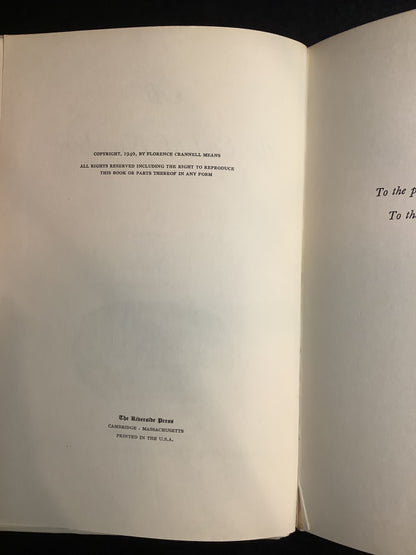 COPYRIGHT, 1940, BY FLORENCE CRANNELL MEANS
ALL RIGHTS RESERVED INCLUDING THE RIGHT TO REPRODUCE
THIS BOOK OR PARTS THEREOF IN ANY FORM
The Riverside Press
CAMBRIDGE · MASSACHUSETTS
PRINTED IN THE U.S.A.
To the p
To th